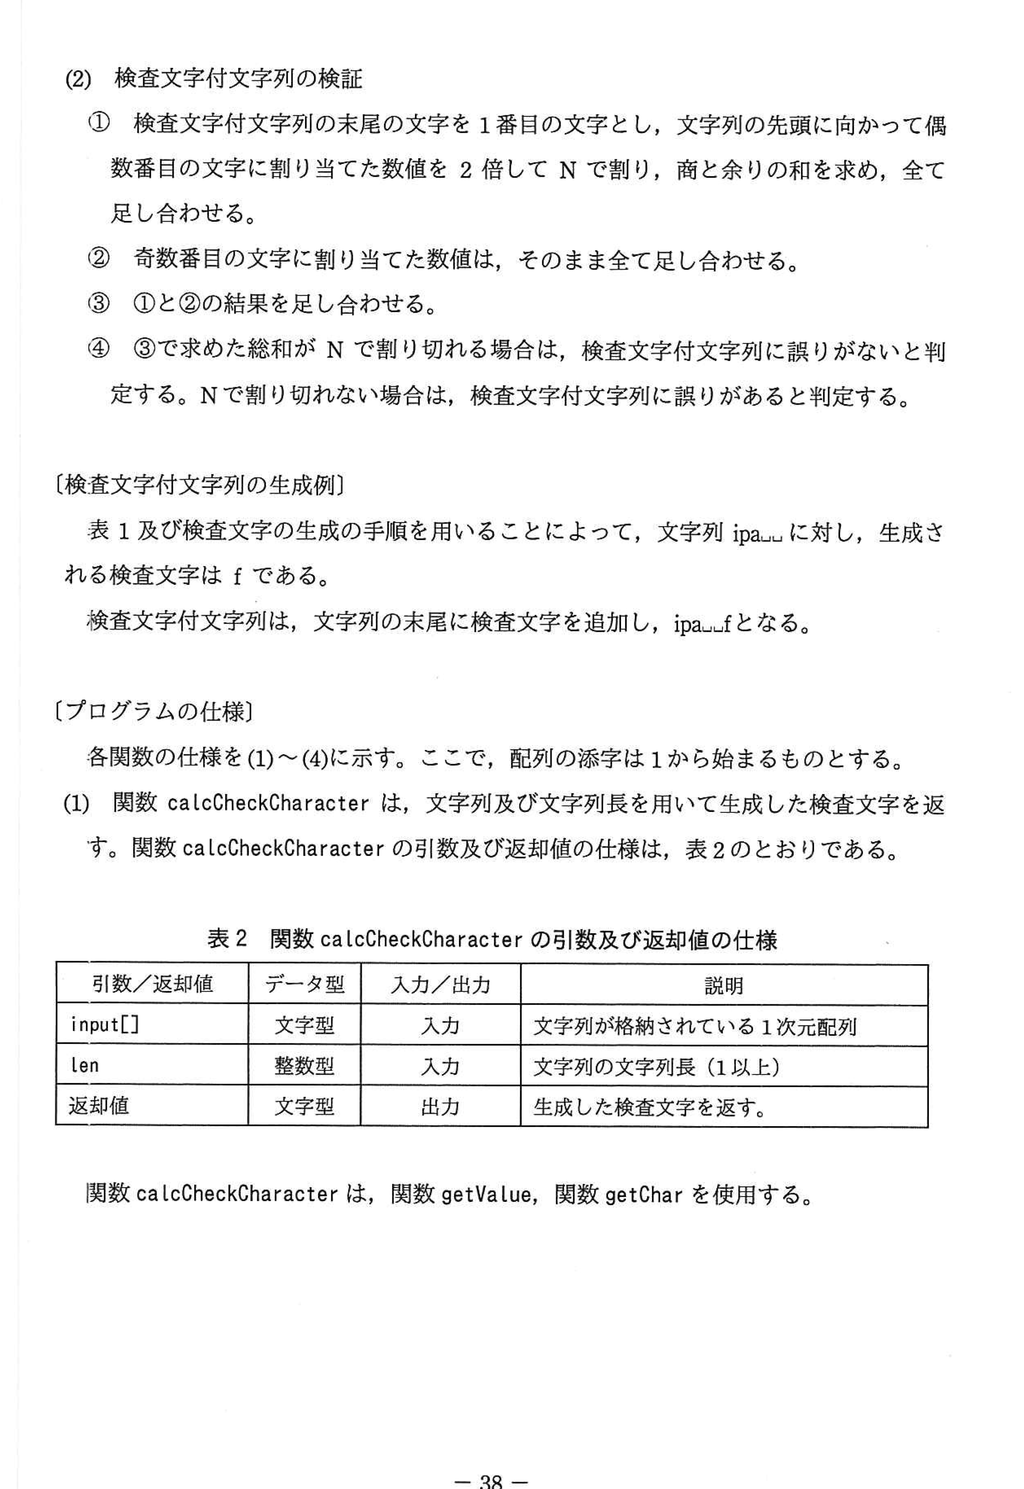 (2) 検査文字付文字列の検証
① 検査文字付文字列の末尾の文字を1番目の文字とし，文字列の先頭に向かって偶
数番目の文字に割り当てた数値を 2 倍して N で割り，商と余りの和を求め，全て
足し合わせる。
② 奇数番目の文字に割り当てた数値は，そのまま全て足し合わせる。
③ ①と②の結果を足し合わせる。
④ ③で求めた総和が N で割り切れる場合は，検査文字付文字列に誤りがないと判
定する。Nで割り切れない場合は，検査文字付文字列に誤りがあると判定する。
〔検査文字付文字列の生成例〕
表 1 及び検査文字の生成の手順を用いることによって，文字列 ipa␣␣ に対し，生成さ
れる検査文字は f である。
検査文字付文字列は，文字列の末尾に検査文字を追加し，ipa␣␣fとなる。
〔プログラムの仕様〕
各関数の仕様を(1)～(4)に示す。ここで，配列の添字は1から始まるものとする。
(1) 関数 calcCheckCharacter は，文字列及び文字列長を用いて生成した検査文字を返
す。関数 calcCheckCharacter の引数及び返却値の仕様は，表2のとおりである。
表2 関数 calcCheckCharacter の引数及び返却値の仕様
引数／返却値 データ型 入力／出力 説明
input[] 文字型 入力 文字列が格納されている1次元配列
len 整数型 入力 文字列の文字列長（1以上）
返却値 文字型 出力 生成した検査文字を返す。
関数 calcCheckCharacter は，関数 getValue，関数 getChar を使用する。
－ 38 －